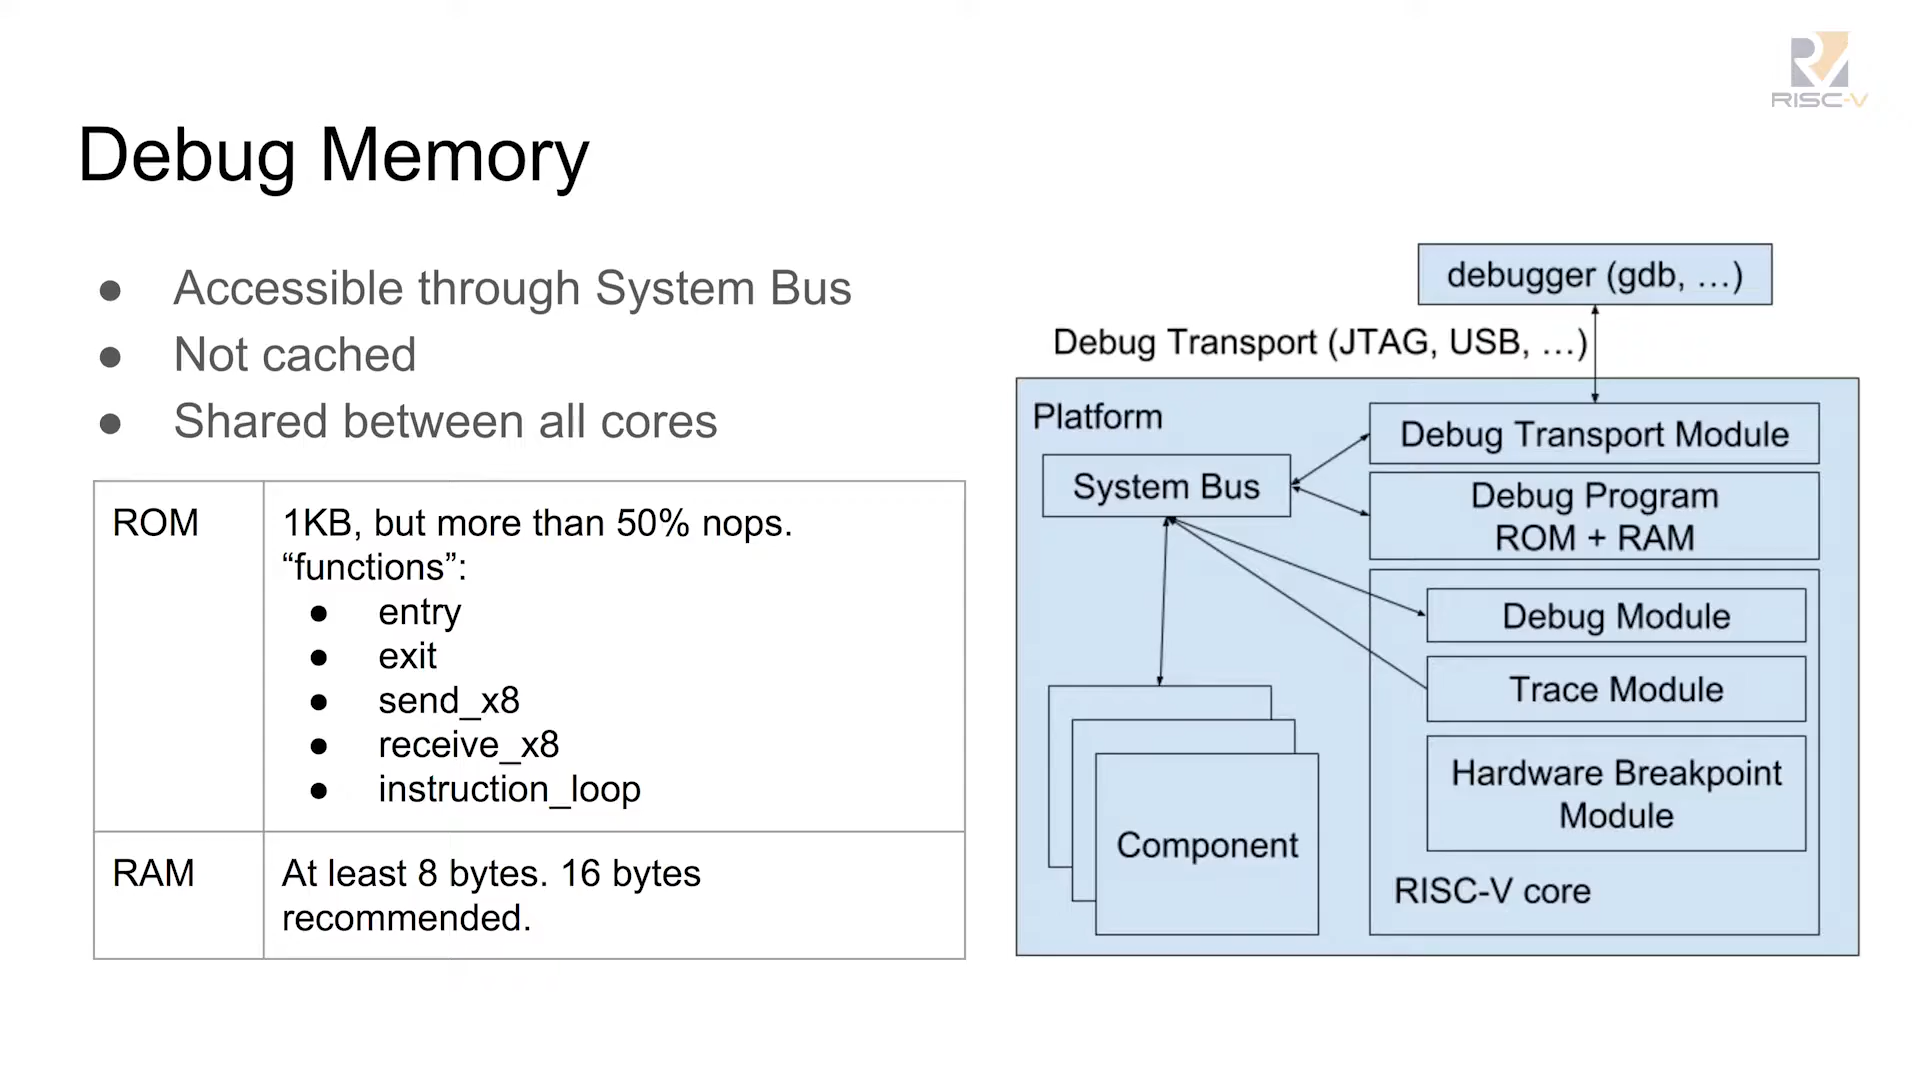 RISC-V
Debug Memory
● Accessible through System Bus
● Not cached
● Shared between all cores
ROM
1KB, but more than 50% nops.
“functions”:
● entry
● exit
● send_x8
● receive_x8
● instruction_loop
RAM
At least 8 bytes. 16 bytes
recommended.
debugger (gdb, …)
Debug Transport (JTAG, USB, …)
Platform
Debug Transport Module
System Bus
Debug Program
ROM + RAM
Debug Module
Trace Module
Hardware Breakpoint
Module
Component
RISC-V core